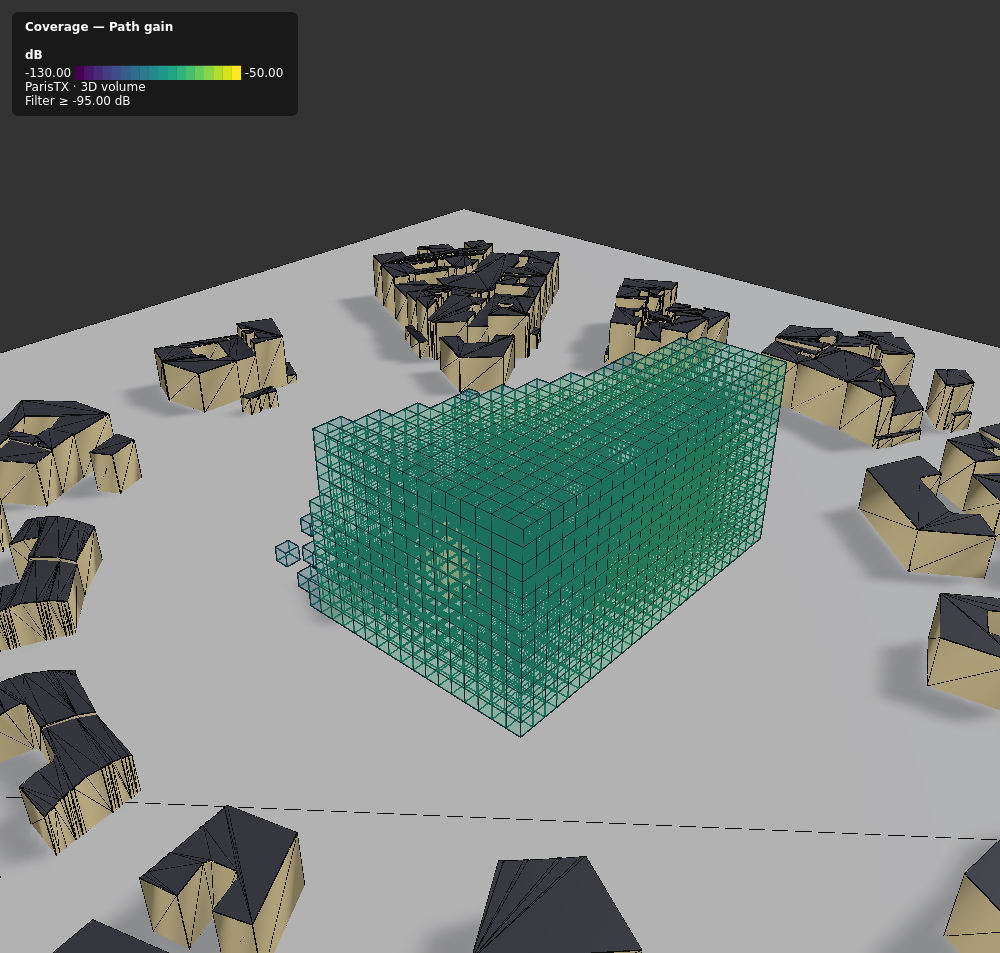 Coverage — Path gain
dB
-130.00 -50.00
ParisTX · 3D volume
Filter ≥ -95.00 dB